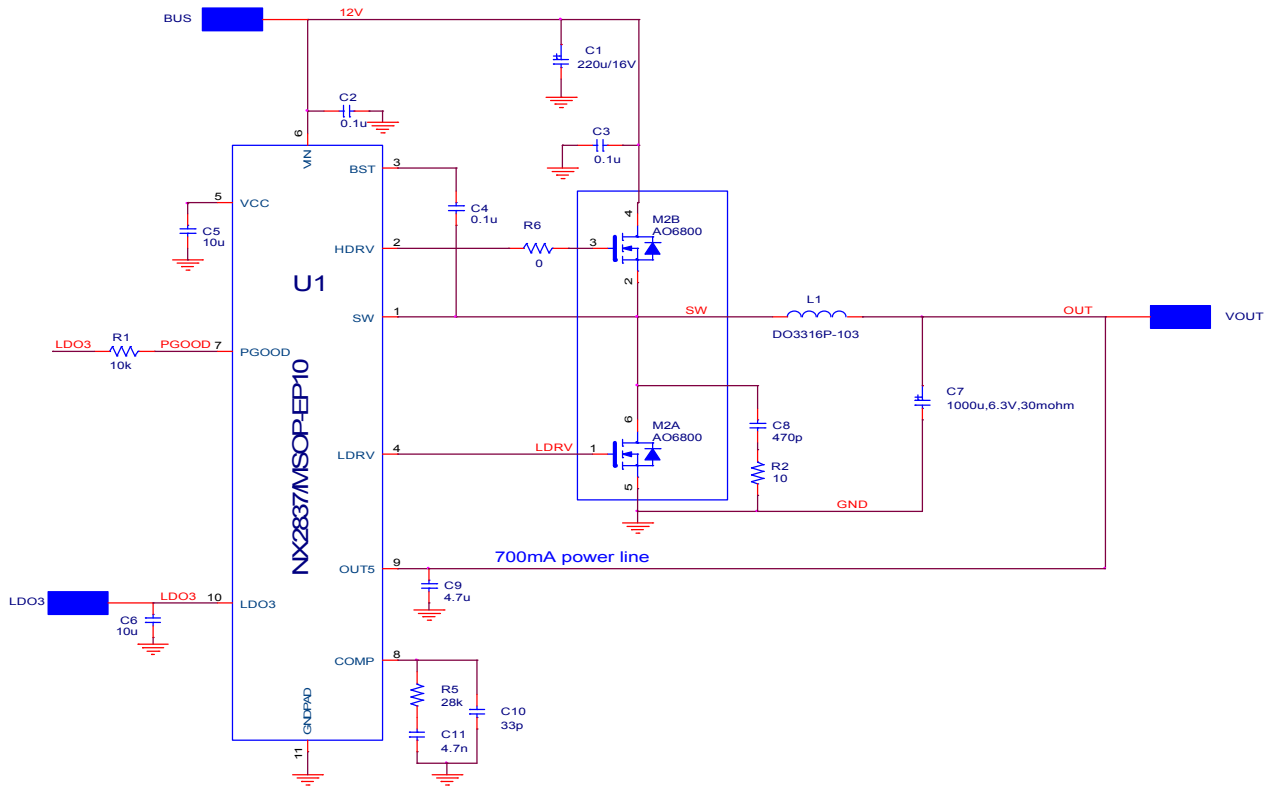 BUS
12V
C1
220u/16V
C2
0.1u
6
VIN
C3
0.1u
BST
3
5
VCC
C4
0.1u
C5
10u
4
M2B
AO6800
R6
0
HDRV
2
3
2
U1
L1
SW
1
SW
DO3316P-103
OUT
VOUT
LDO3
R1
10k
PGOOD
7
PGOOD
NX2837/MSOP-EP10
C7
1000u,6.3V,30mohm
6
M2A
AO6800
C8
470p
LDRV
4
LDRV
1
R2
10
5
GND
700mA power line
OUT5
9
C9
4.7u
LDO3
LDO3
10
LDO3
C6
10u
COMP
8
R5
28k
C10
33p
C11
4.7n
GNDPAD
11